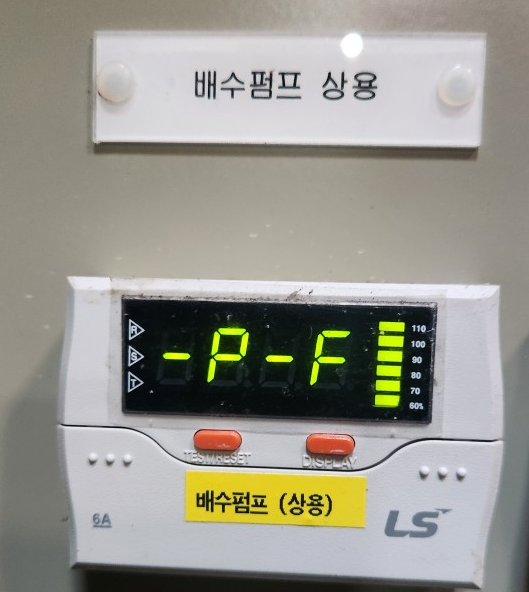 배수펌프 상용
R
S
T
-P-F
110
100
90
80
70
60%
TEST/RESET
DISPLAY
배수펌프 (상용)
6A
LS